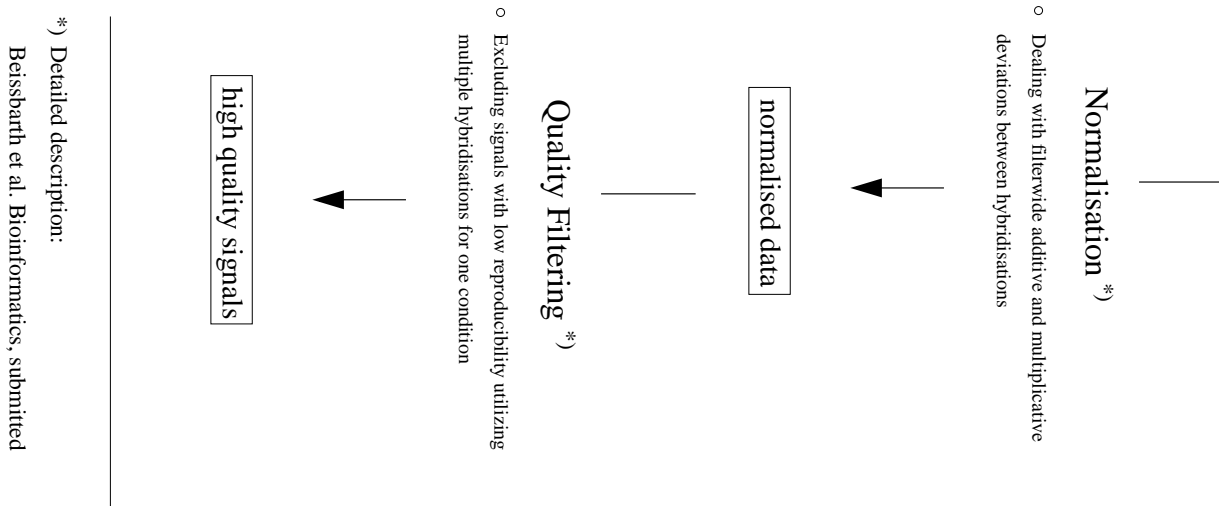 Normalisation *)
○ Dealing with filterwide additive and multiplicative
deviations between hybridisations
normalised data
Quality Filtering *)
○ Excluding signals with low reproducibility utilizing
multiple hybridisations for one condition
high quality signals
*) Detailed description:
Beissbarth et al. Bioinformatics, submitted